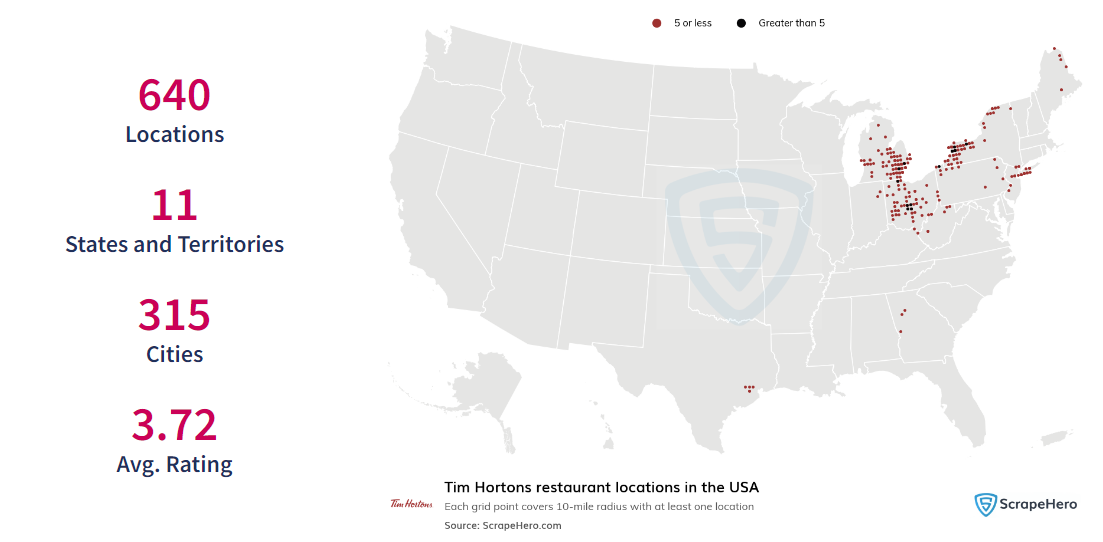 5 or less
Greater than 5
640
Locations
11
States and Territories
315
Cities
3.72
Avg. Rating
Tim Hortons restaurant locations in the USA
Tim Hortons
Each grid point covers 10-mile radius with at least one location
Source: ScrapeHero.com
ScrapeHero